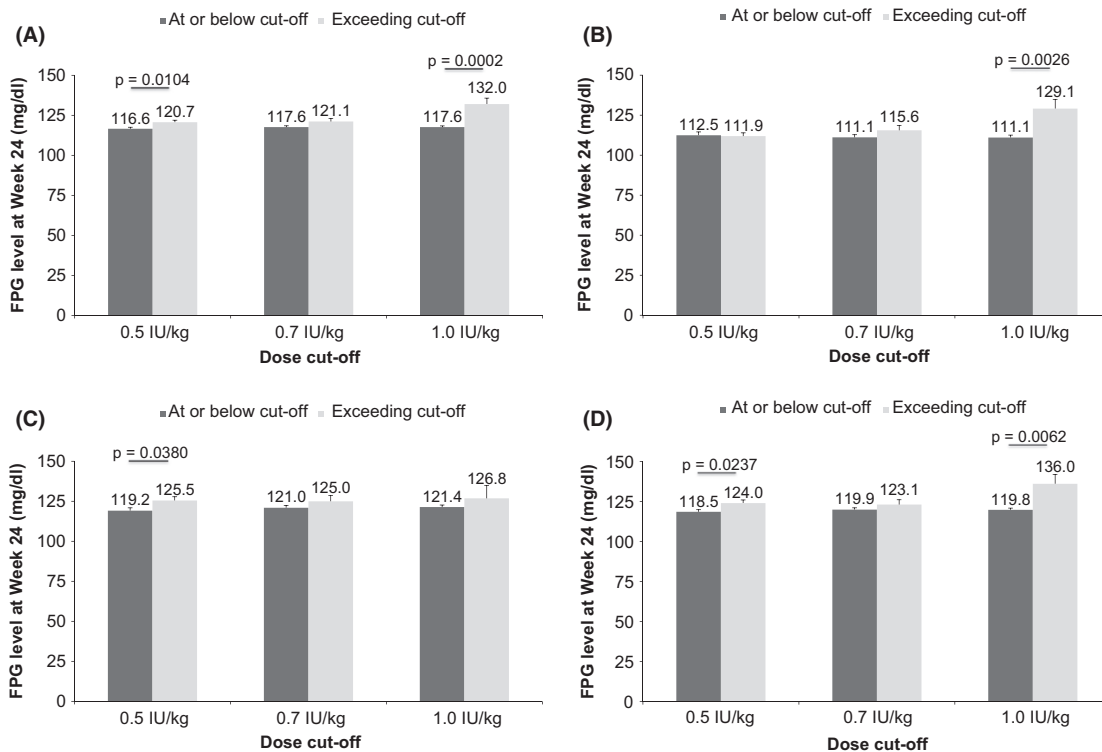 (A)
At or below cut-off Exceeding cut-off
FPG level at Week 24 (mg/dl)
150
125
100
75
50
25
0
p = 0.0104
p = 0.0002
116.6 120.7
117.6 121.1
117.6 132.0
0.5 IU/kg 0.7 IU/kg 1.0 IU/kg
Dose cut-off
(B)
At or below cut-off Exceeding cut-off
FPG level at Week 24 (mg/dl)
150
125
100
75
50
25
0
p = 0.0026
112.5 111.9
111.1 115.6
111.1 129.1
0.5 IU/kg 0.7 IU/kg 1.0 IU/kg
Dose cut-off
(C)
At or below cut-off Exceeding cut-off
FPG level at Week 24 (mg/dl)
150
125
100
75
50
25
0
p = 0.0380
119.2 125.5
121.0 125.0
121.4 126.8
0.5 IU/kg 0.7 IU/kg 1.0 IU/kg
Dose cut-off
(D)
At or below cut-off Exceeding cut-off
FPG level at Week 24 (mg/dl)
150
125
100
75
50
25
0
p = 0.0237
p = 0.0062
118.5 124.0
119.9 123.1
119.8 136.0
0.5 IU/kg 0.7 IU/kg 1.0 IU/kg
Dose cut-off